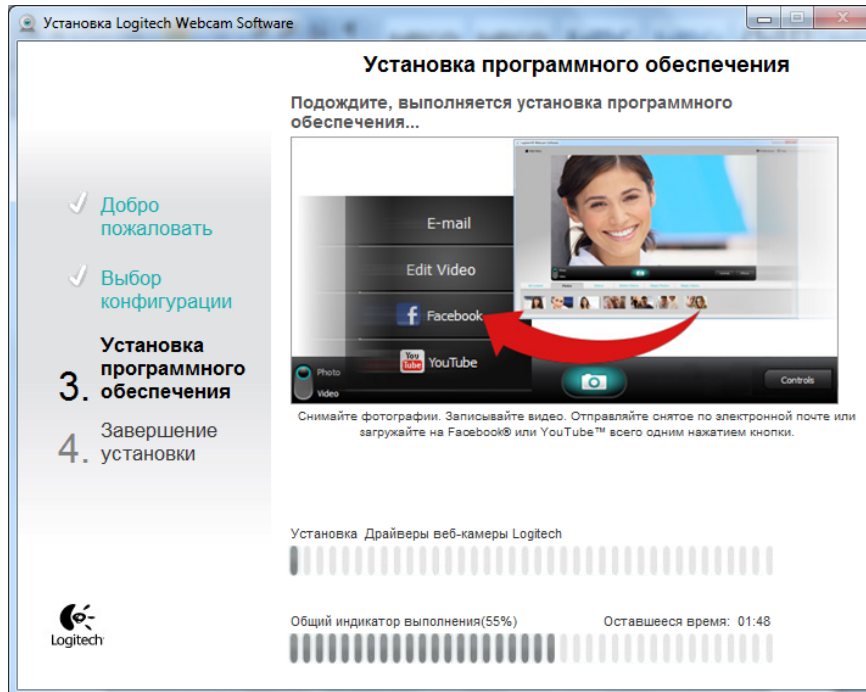 Установка Logitech Webcam Software
Установка программного обеспечения
Подождите, выполняется установка программного
обеспечения...
Добро
пожаловать
Выбор
конфигурации
3. Установка
программного
обеспечения
4. Завершение
установки
E-mail
Edit Video
Facebook
You
Tube
YouTube
Photo
Video
Controls
Снимайте фотографии. Записывайте видео. Отправляйте снятое по электронной почте или
загружайте на Facebook® или YouTube™ всего одним нажатием кнопки.
Установка Драйверы веб-камеры Logitech
Общий индикатор выполнения(55%) Оставшееся время: 01:48
Logitech